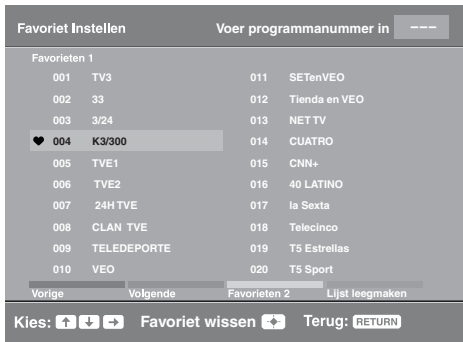 Favoriet Instellen Voer programmanummer in ---
Favorieten 1
001 TV3 011 SETenVEO
002 33 012 Tienda en VEO
003 3/24 013 NET TV
004 K3/300 014 CUATRO
005 TVE1 015 CNN+
006 TVE2 016 40 LATINO
007 24H TVE 017 la Sexta
008 CLAN TVE 018 Telecinco
009 TELEDEPORTE 019 T5 Estrellas
010 VEO 020 T5 Sport
Vorige Volgende Favorieten 2 Lijst leegmaken
Kies: Favoriet wissen Terug: RETURN